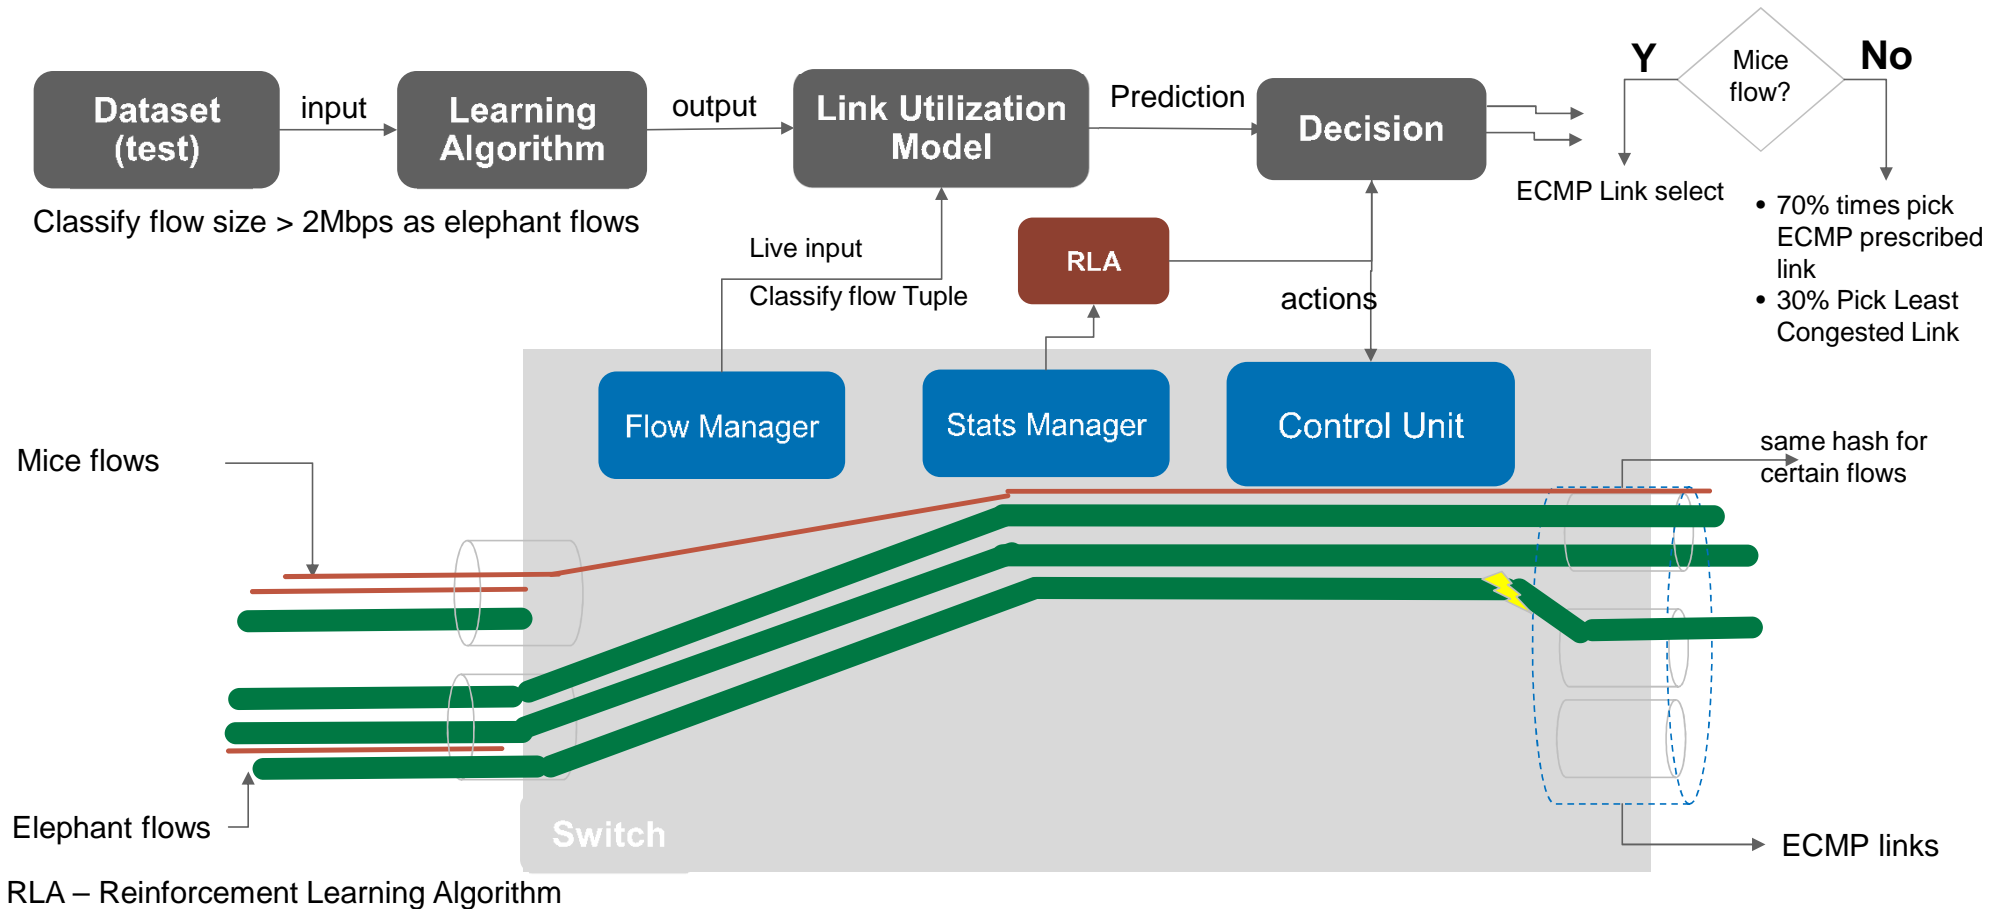 Y
Mice
flow?
No
Dataset
(test)
input
Learning
Algorithm
output
Link Utilization
Model
Prediction
Decision
ECMP Link select
• 70% times pick
ECMP prescribed
link
• 30% Pick Least
Congested Link
Classify flow size > 2Mbps as elephant flows
Live input
Classify flow Tuple
RLA
actions
Flow Manager
Stats Manager
Control Unit
Mice flows
same hash for
certain flows
Elephant flows
Switch
ECMP links
RLA – Reinforcement Learning Algorithm